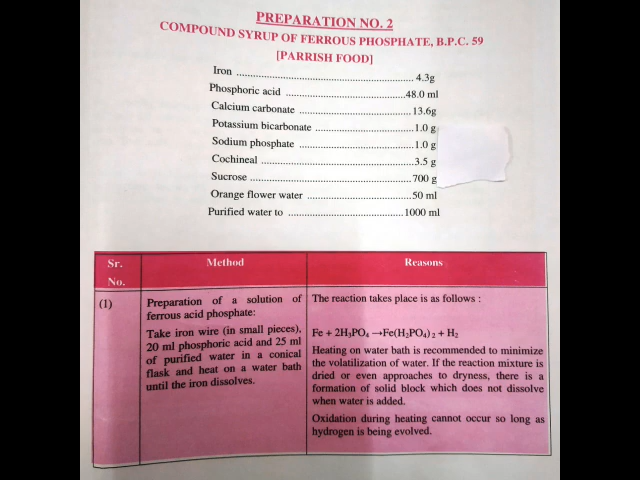 PREPARATION NO. 2
COMPOUND SYRUP OF FERROUS PHOSPHATE, B.P.C. 59
[PARRISH FOOD]
Iron ........................................................ 4.3g
Phosphoric acid ......................................48.0 ml
Calcium carbonate ...................................13.6g
Potassium bicarbonate ...............................1.0 g
Sodium phosphate ....................................1.0 g
Cochineal ................................................3.5 g
Sucrose ...................................................700 g
Orange flower water .................................50 ml
Purified water to .....................................1000 ml
Sr. No.
Method
Reasons
(1)
Preparation of a solution of
ferrous acid phosphate:
Take iron wire (in small pieces),
20 ml phosphoric acid and 25 ml
of purified water in a conical
flask and heat on a water bath
until the iron dissolves.
The reaction takes place is as follows :
Fe + 2H₃PO₄ →Fe(H₂PO₄)₂ + H₂
Heating on water bath is recommended to minimize
the volatilization of water. If the reaction mixture is
dried or even approaches to dryness, there is a
formation of solid block which does not dissolve
when water is added.
Oxidation during heating cannot occur so long as
hydrogen is being evolved.